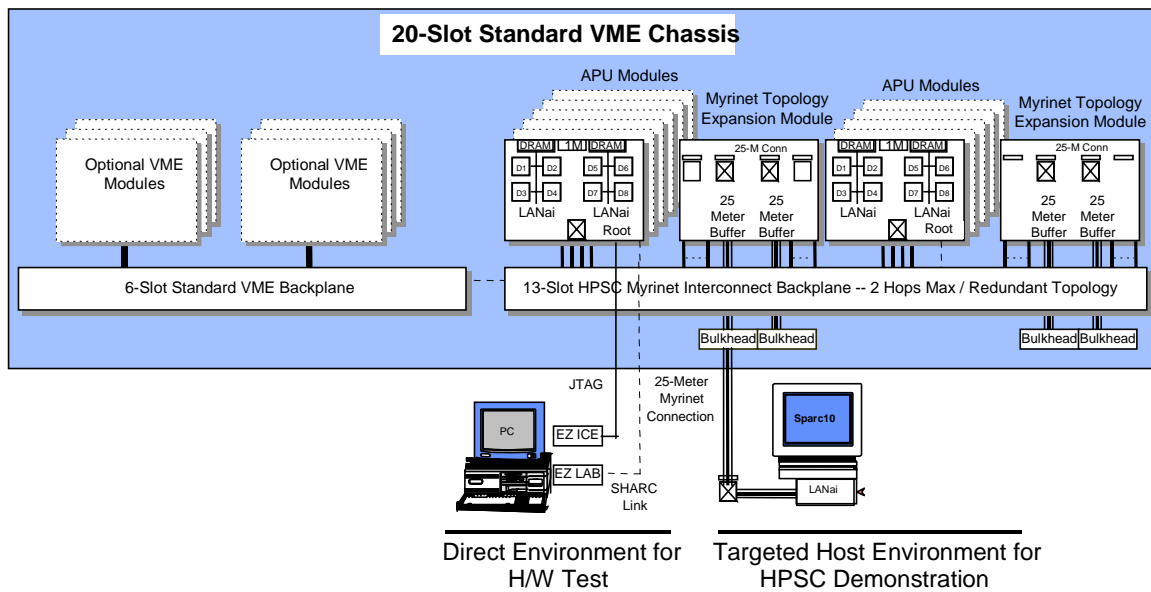 20-Slot Standard VME Chassis
APU Modules
Myrinet Topology
Expansion Module
APU Modules
Myrinet Topology
Expansion Module
Optional VME
Modules
Optional VME
Modules
DRAM 1M DRAM
D1 D2 D5 D6
D3 D4 D7 D8
LANai LANai
Root
25-M Conn
25
Meter
Buffer
25
Meter
Buffer
DRAM 1M DRAM
D1 D2 D5 D6
D3 D4 D7 D8
LANai LANai
Root
25-M Conn
25
Meter
Buffer
25
Meter
Buffer
6-Slot Standard VME Backplane
13-Slot HPSC Myrinet Interconnect Backplane -- 2 Hops Max / Redundant Topology
Bulkhead Bulkhead
Bulkhead Bulkhead
JTAG
25-Meter
Myrinet
Connection
PC
EZ ICE
EZ LAB
SHARC
Link
Sparc10
LANai
Direct Environment for
H/W Test
Targeted Host Environment for
HPSC Demonstration